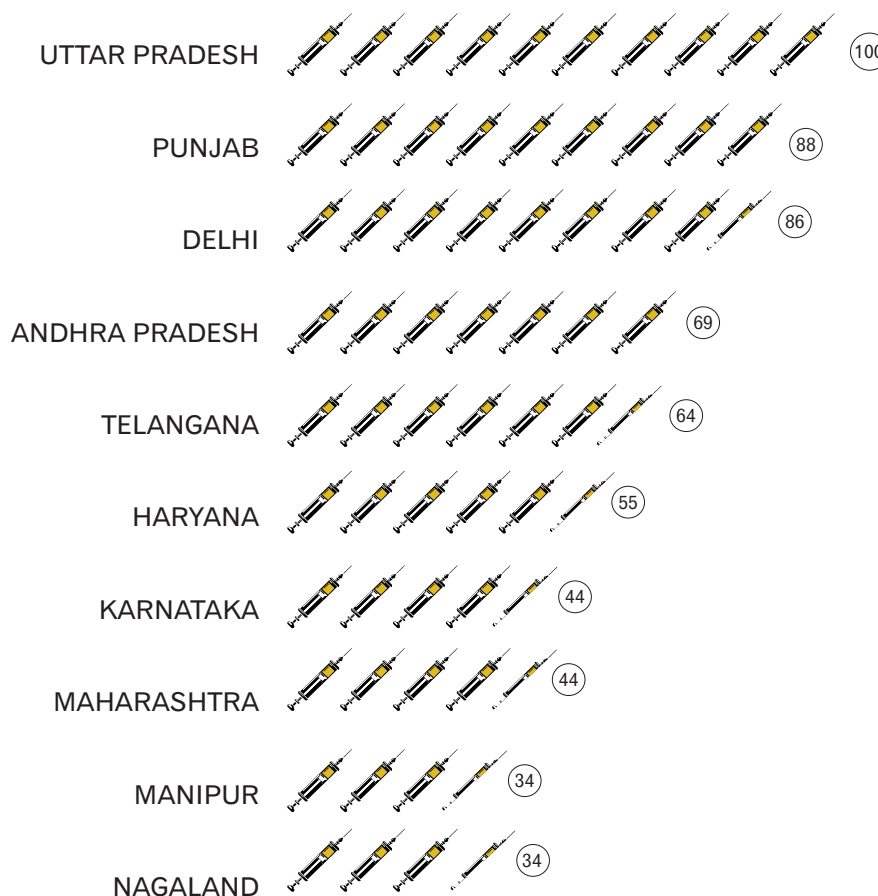 UTTAR PRADESH 100
PUNJAB 88
DELHI 86
ANDHRA PRADESH 69
TELANGANA 64
HARYANA 55
KARNATAKA 44
MAHARASHTRA 44
MANIPUR 34
NAGALAND 34